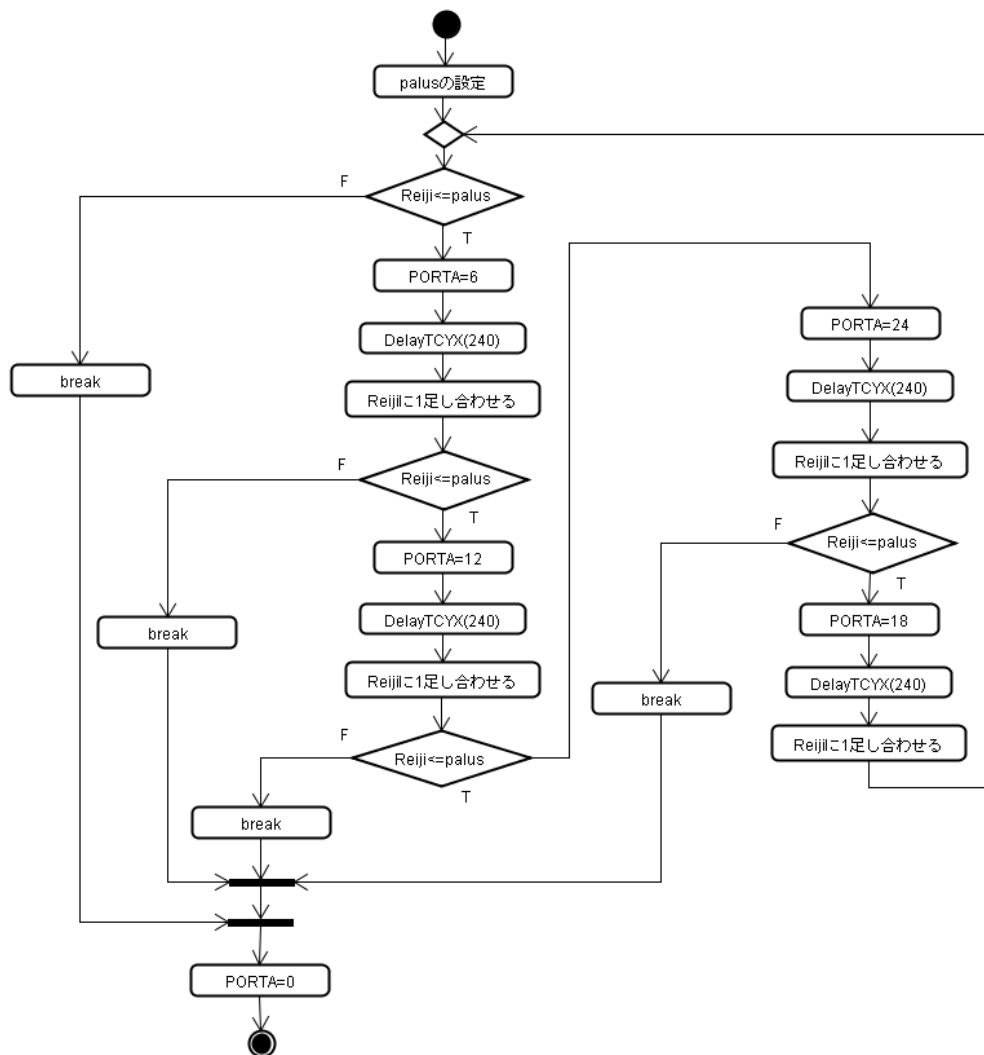 palusの設定
F
Reiji<=palus
T
PORTA=6
DelayTCYX(240)
Reijiに1足し合わせる
break
F
Reiji<=palus
T
PORTA=12
DelayTCYX(240)
Reijiに1足し合わせる
break
F
Reiji<=palus
T
break
PORTA=24
DelayTCYX(240)
Reijiに1足し合わせる
F
Reiji<=palus
T
PORTA=18
DelayTCYX(240)
Reijiに1足し合わせる
break
PORTA=0